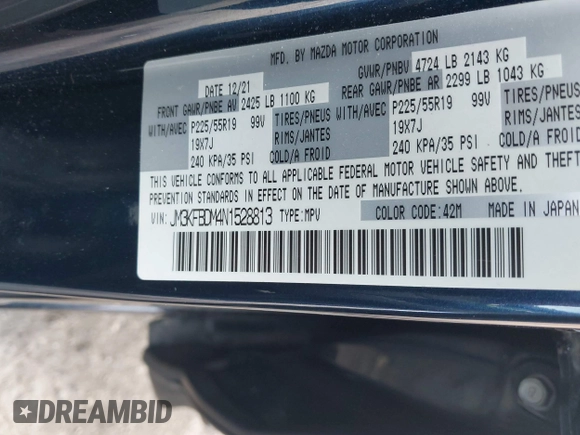 MFD. BY MAZDA MOTOR CORPORATION
DATE 12/21
GVWR/PNBV 4724 LB 2143 KG
FRONT GAWR/PNBE AV 2425 LB 1100 KG
REAR GAWR/PNBE AR 2299 LB 1043 KG
WITH/AVEC P225/55R19 99V TIRES/PNEUS
19X7J RIMS/JANTES
240 KPA/35 PSI COLD/A FROID
WITH/AVEC P225/55R19 99V TIRES/PNEU
19X7J RIMS/JANTES
240 KPA/35 PSI COLD/A FROID
THIS VEHICLE CONFORMS TO ALL APPLICABLE FEDERAL MOTOR VEHICLE SAFETY AND THEFT
PREVENTION STANDARDS IN EFFECT ON THE DATE OF MANUFACTURE SHOWN ABOVE.
VIN: JM3KFBDM4N1528813 TYPE:MPV COLOR:42M MADE IN JAPAN
DREAMBID